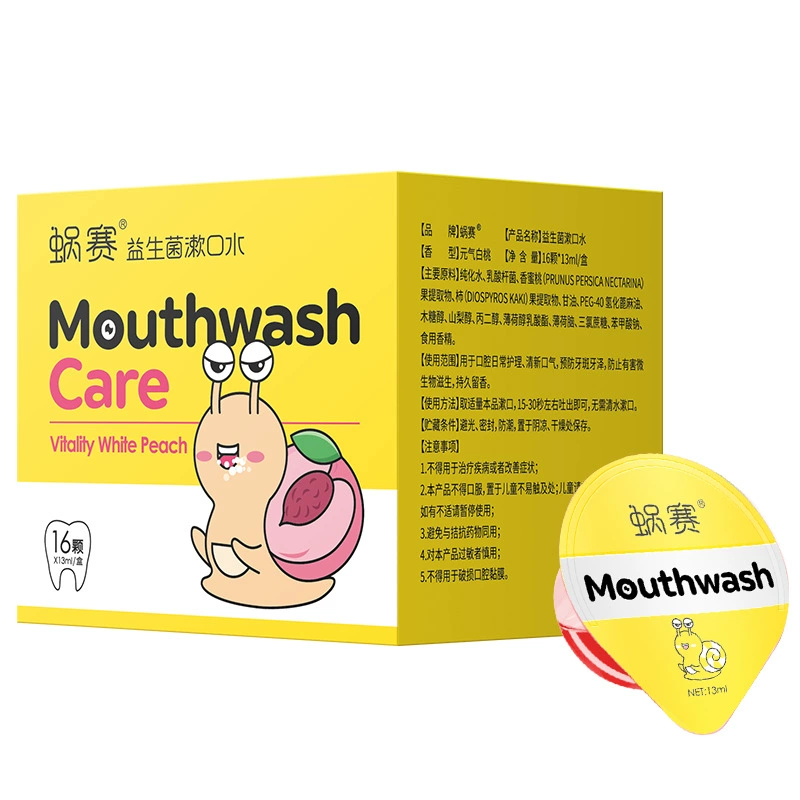 蜗赛® 益生菌漱口水
Mouthwash
Care
Vitality White Peach
16颗
X13ml/盒
【品 牌】蜗赛® 【产品名称】益生菌漱口水
【香 型】元气白桃 【净含量】16颗*13ml/盒
【主要原料】纯化水、乳酸杆菌、香蜜桃(PRUNUS PERSICA NECTARINA)
果提取物、柿(DIOSPYROS KAKI)果提取物、甘油、PEG-40氢化蓖麻油、
木糖醇、山梨醇、丙二醇、薄荷醇乳酸酯、薄荷脑、三氯蔗糖、苯甲酸钠、
食用香精。
【使用范围】用于口腔日常护理、清新口气,预防牙斑牙泽,防止有害微
生物滋生,持久留香。
【使用方法】取适量本品漱口,15-30秒左右吐出即可,无需清水漱口。
【贮藏条件】避光、密封,防潮,置于阴凉、干燥处保存。
【注意事项】
1.不得用于治疗疾病或者改善症状;
2.本产品不得口服,置于儿童不易触及处;儿童
如有不适请暂停使用;
3.避免与拮抗药物同用;
4.对本产品过敏者慎用;
5.不得用于破损口腔黏膜。
蜗赛®
Mouthwash
NET:13ml